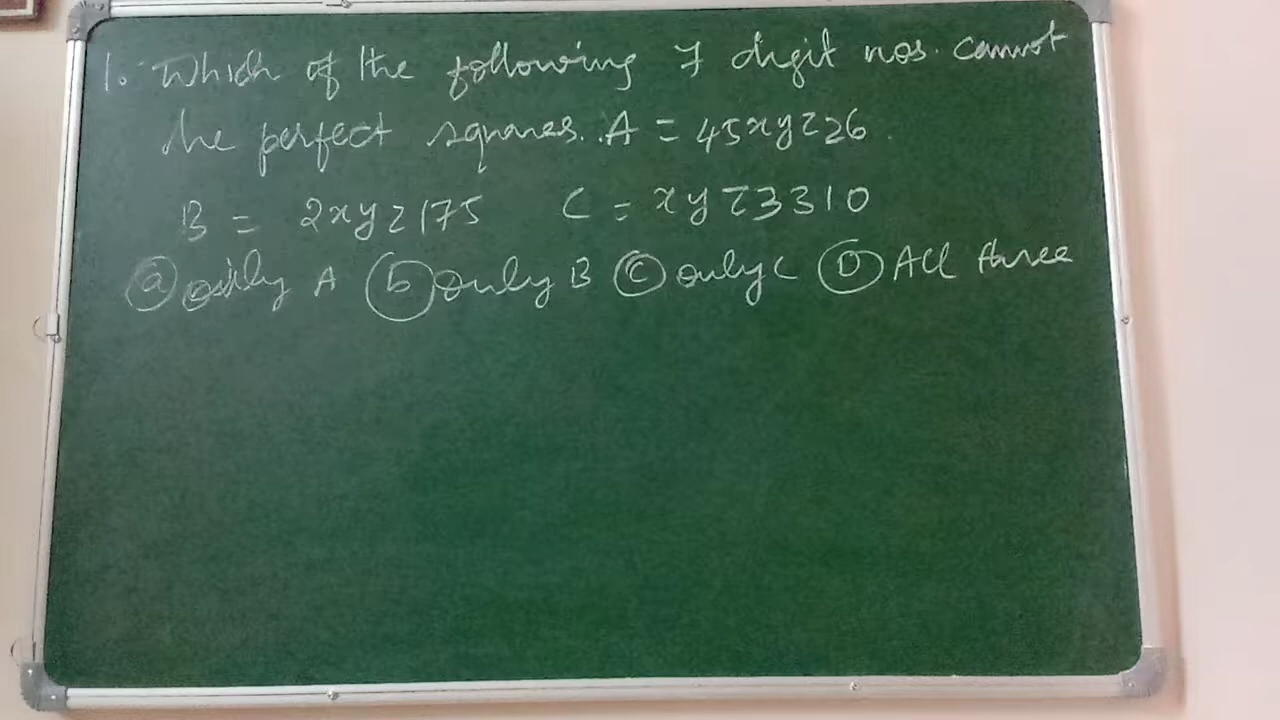 1. Which of the following 7 digit nos. cannot
be perfect squares. A = 45xyz26.
B = 2xyz175 C = xyz3310
ⓐ only A ⓑ only B ⓒ only C Ⓓ All three